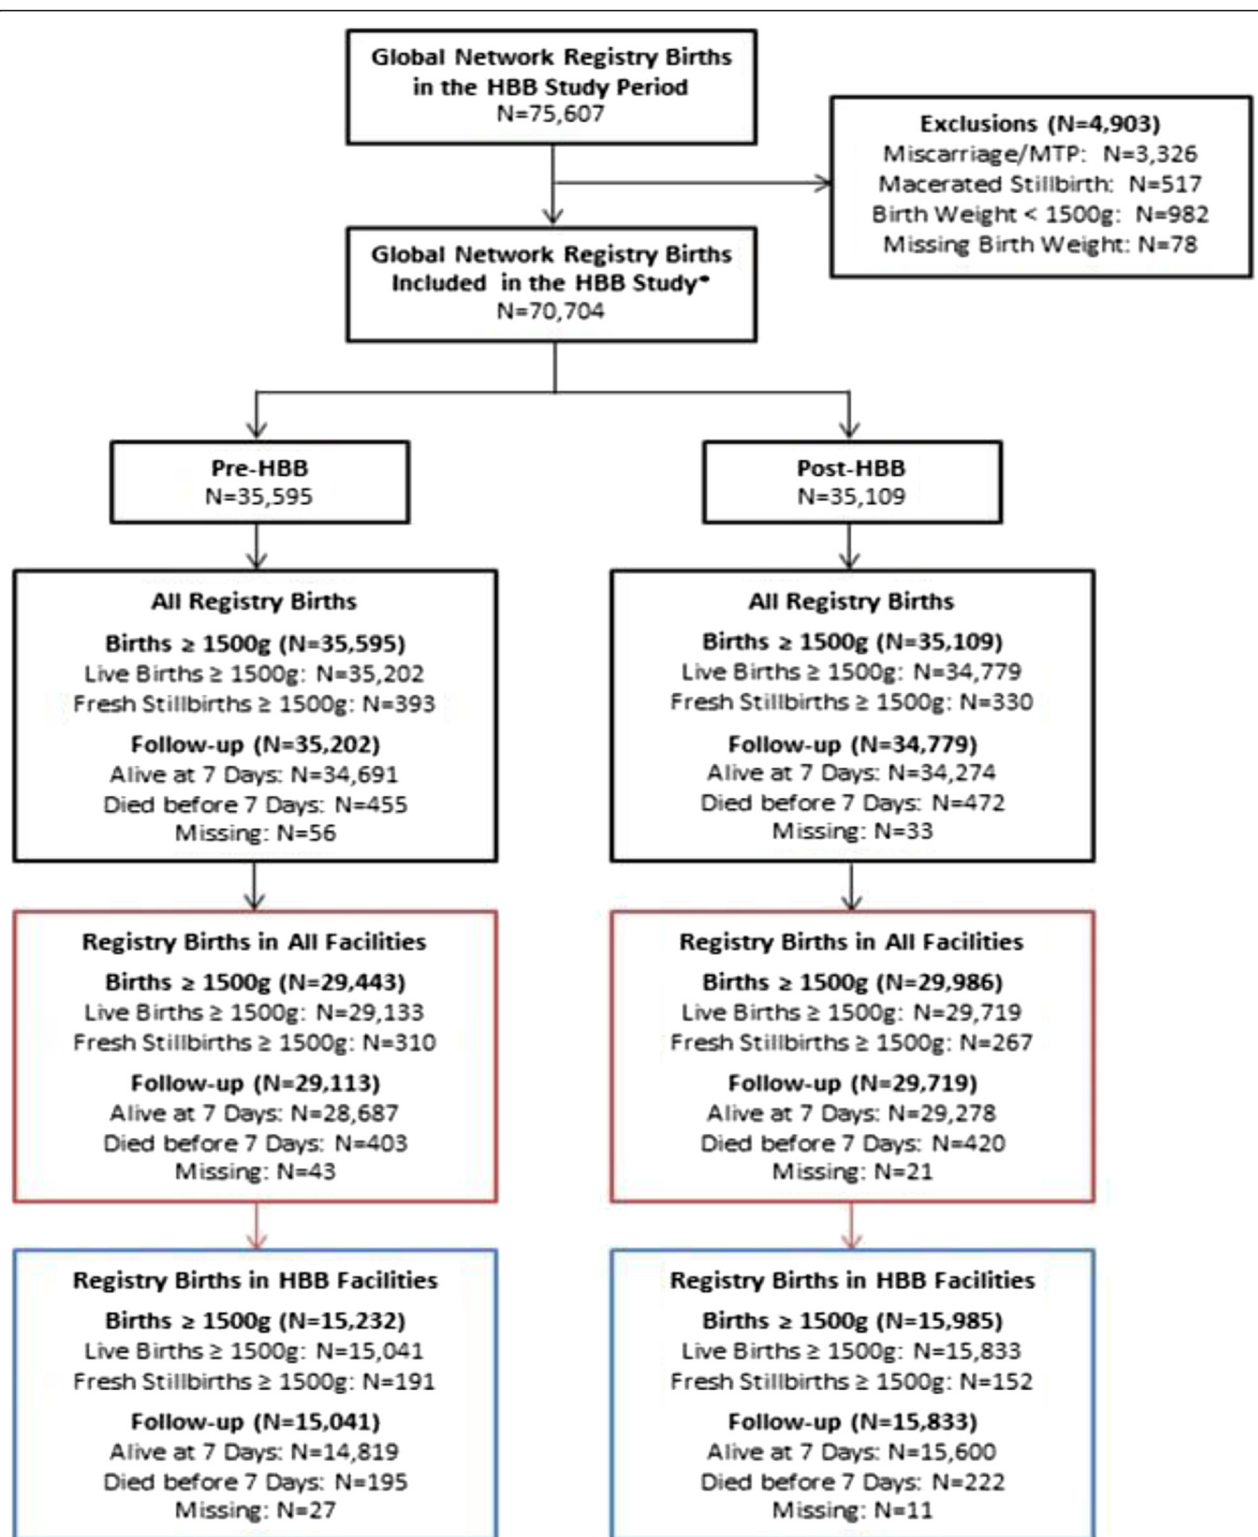 Global Network Registry Births
in the HBB Study Period
N=75,607
Exclusions (N=4,903)
Miscarriage/MTP: N=3,326
Macerated Stillbirth: N=517
Birth Weight < 1500g: N=982
Missing Birth Weight: N=78
Global Network Registry Births
Included in the HBB Study*
N=70,704
Pre-HBB
N=35,595
Post-HBB
N=35,109
All Registry Births
Births ≥ 1500g (N=35,595)
Live Births ≥ 1500g: N=35,202
Fresh Stillbirths ≥ 1500g: N=393
Follow-up (N=35,202)
Alive at 7 Days: N=34,691
Died before 7 Days: N=455
Missing: N=56
All Registry Births
Births ≥ 1500g (N=35,109)
Live Births ≥ 1500g: N=34,779
Fresh Stillbirths ≥ 1500g: N=330
Follow-up (N=34,779)
Alive at 7 Days: N=34,274
Died before 7 Days: N=472
Missing: N=33
Registry Births in All Facilities
Births ≥ 1500g (N=29,443)
Live Births ≥ 1500g: N=29,133
Fresh Stillbirths ≥ 1500g: N=310
Follow-up (N=29,113)
Alive at 7 Days: N=28,687
Died before 7 Days: N=403
Missing: N=43
Registry Births in All Facilities
Births ≥ 1500g (N=29,986)
Live Births ≥ 1500g: N=29,719
Fresh Stillbirths ≥ 1500g: N=267
Follow-up (N=29,719)
Alive at 7 Days: N=29,278
Died before 7 Days: N=420
Missing: N=21
Registry Births in HBB Facilities
Births ≥ 1500g (N=15,232)
Live Births ≥ 1500g: N=15,041
Fresh Stillbirths ≥ 1500g: N=191
Follow-up (N=15,041)
Alive at 7 Days: N=14,819
Died before 7 Days: N=195
Missing: N=27
Registry Births in HBB Facilities
Births ≥ 1500g (N=15,985)
Live Births ≥ 1500g: N=15,833
Fresh Stillbirths ≥ 1500g: N=152
Follow-up (N=15,833)
Alive at 7 Days: N=15,600
Died before 7 Days: N=222
Missing: N=11